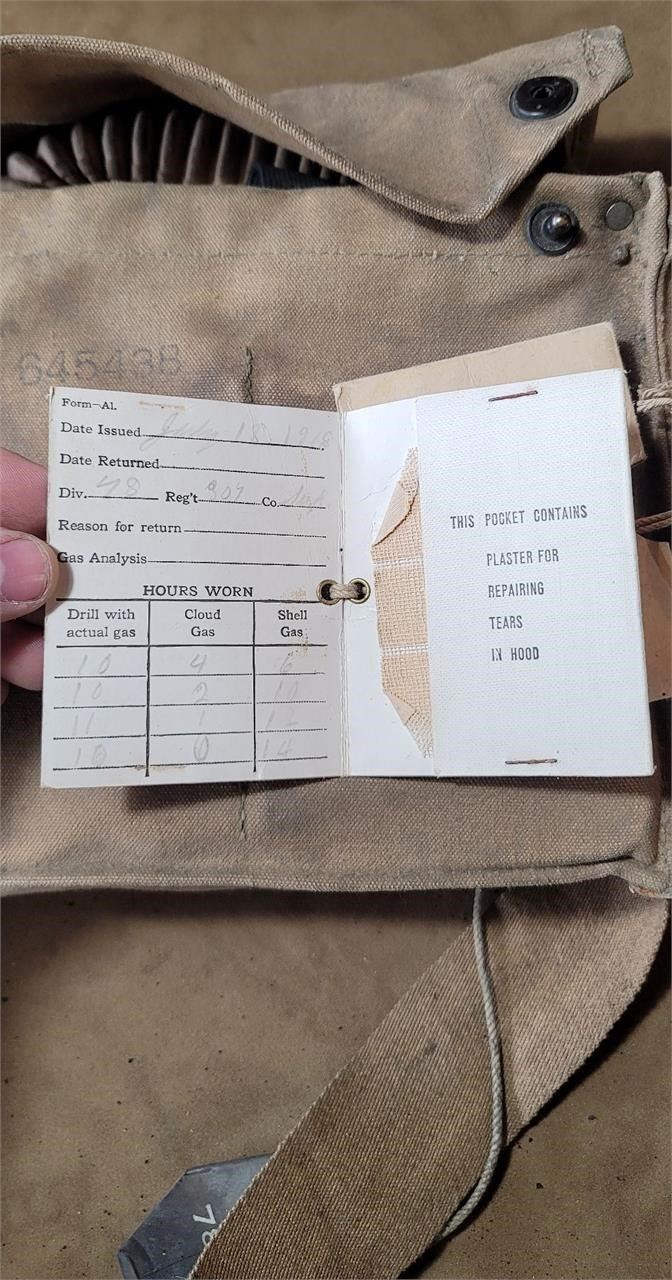 645438
Form—A1.
Date Issued July 18, 1918
Date Returned
Div. 78 Reg't 309 Co.
Reason for return
Gas Analysis
HOURS WORN
Drill with actual gas Cloud Gas Shell Gas
10 4 6
10 2 10
11 1 12
10 0 14
THIS POCKET CONTAINS
PLASTER FOR
REPAIRING
TEARS
IN HOOD